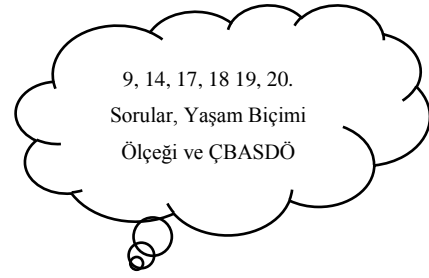 9, 14, 17, 18 19, 20.
Sorular, Yaşam Biçimi
Ölçeği ve ÇBASDÖ